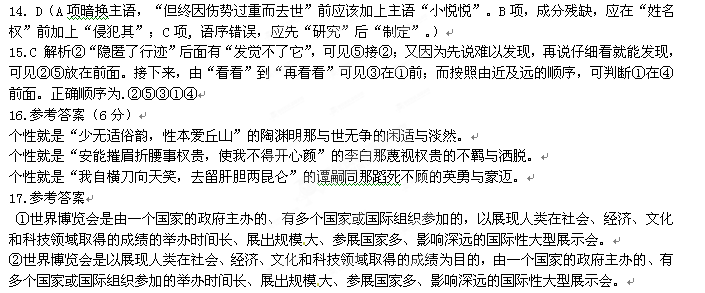 14. D（A 项暗换主语，“但终因伤势过重而去世”前应该加上主语“小悦悦”。B 项，成分残缺，应在“姓名
权”前加上“侵犯其”；C 项, 语序错误，应先“研究”后“制定”。）
15.C  解析②“隐匿了行迹”后面有“发觉不了它”，可见⑤接②；又因为先说难以发现，再说仔细看就能发现，
可见②⑤放在前面。接下来，由“看看”到“再看看”可见③在①前；而按照由近及远的顺序，可判断①在④
前面。正确顺序为.②⑤③①④
16.参考答案（6 分）
个性就是“少无适俗韵，性本爱丘山”的陶渊明那与世无争的闲适与淡然。
个性就是“安能摧眉折腰事权贵，使我不得开心颜”的李白那蔑视权贵的不羁与洒脱。
个性就是“我自横刀向天笑，去留肝胆两昆仑”的谭嗣同那蹈死不顾的英勇与豪迈。
17.参考答案
①世界博览会是由一个国家的政府主办的、有多个国家或国际组织参加的，以展现人类在社会、经济、文化
和科技领域取得的成绩的举办时间长、展出规模大、参展国家多、影响深远的国际性大型展示会。
②世界博览会是以展现人类在社会、经济、文化和科技领域取得的成绩为目的，由一个国家的政府主办的、有
多个国家或国际组织参加的举办时间长、展出规模大、参展国家多、影响深远的国际性大型展示会。